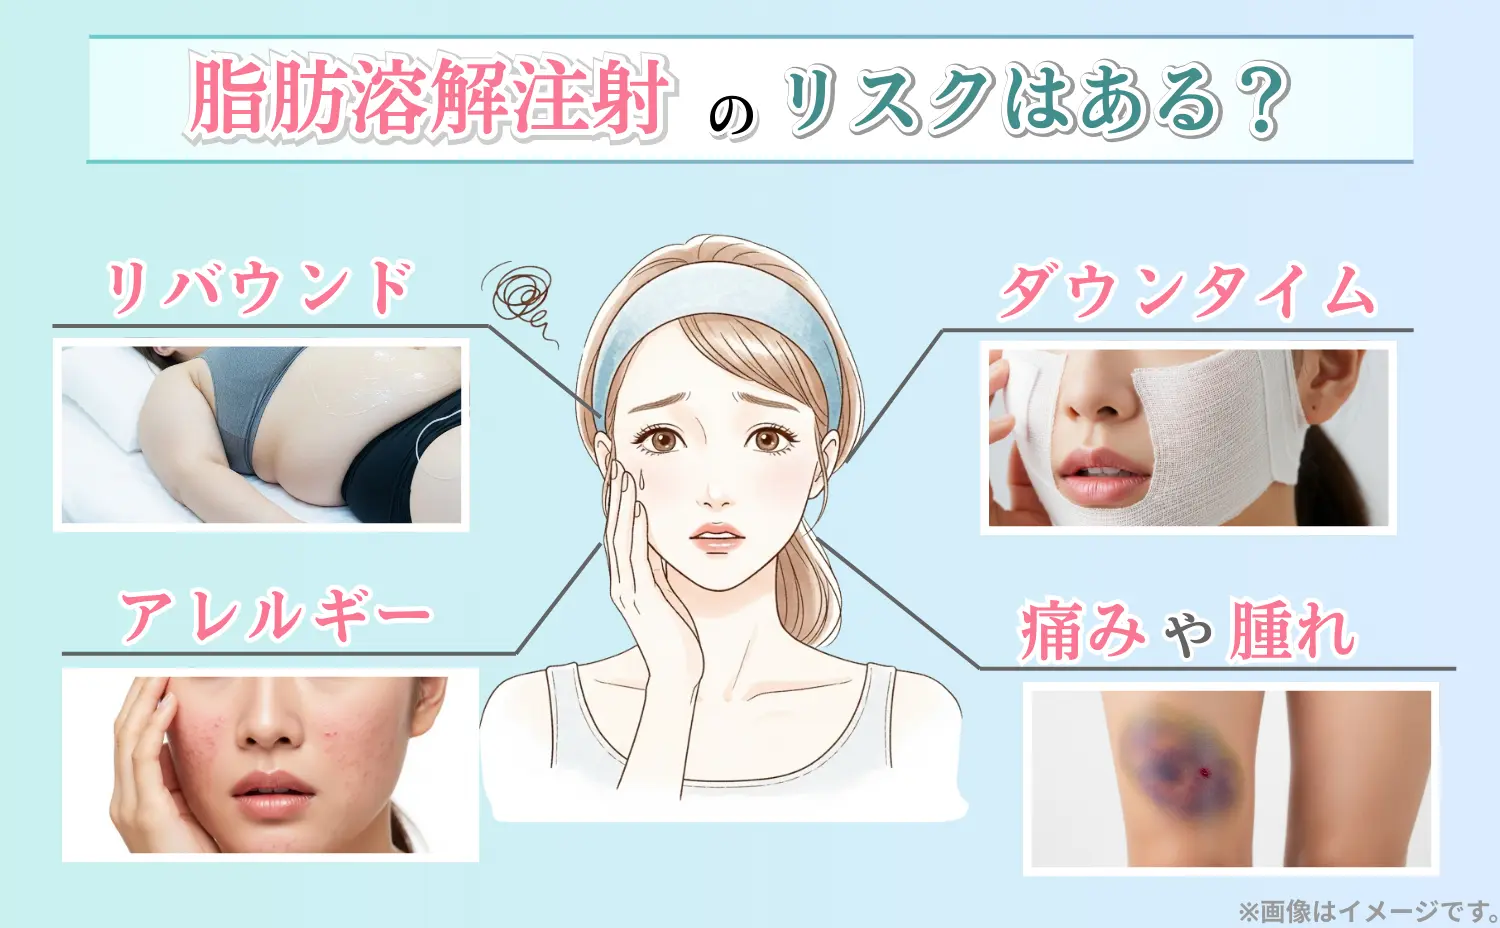 脂肪溶解注射のリスクはある？
リバウンド
ダウンタイム
アレルギー
痛みや腫れ
※画像はイメージです。